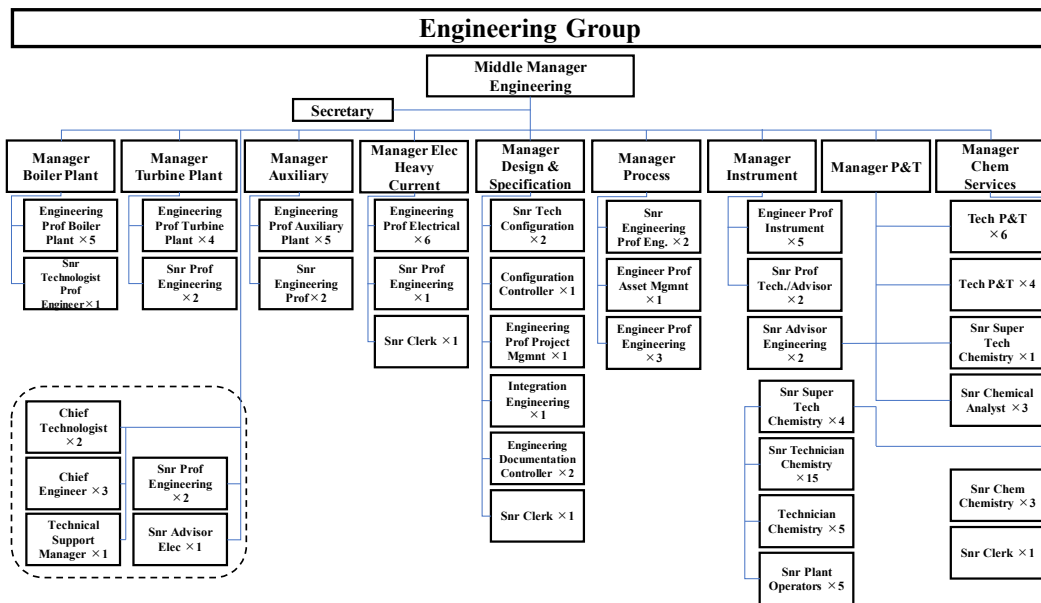 Engineering Group
Middle Manager
Engineering
Secretary
Manager
Boiler Plant
Manager
Turbine Plant
Manager
Auxiliary
Manager Elec
Heavy
Current
Manager
Design &
Specification
Manager
Process
Manager
Instrument
Manager P&T
Manager
Chem
Services
Engineering
Prof Boiler
Plant ×5
Snr
Technologist
Prof
Engineer×1
Engineering
Prof Turbine
Plant ×4
Snr Prof
Engineering
×2
Engineering
Prof Auxiliary
Plant ×5
Snr
Engineering
Prof×2
Engineering
Prof Electrical
×6
Snr Prof
Engineering
×1
Snr Clerk ×1
Snr Tech
Configuration
×2
Configuration
Controller ×1
Engineering
Prof Project
Mgmnt ×1
Integration
Engineering
×1
Engineering
Documentation
Controller ×2
Snr Clerk ×1
Snr
Engineering
Prof Eng. ×2
Engineer Prof
Asset Mgmnt
×1
Engineer Prof
Engineering
×3
Engineer Prof
Instrument
×5
Snr Prof
Tech./Advisor
×2
Snr Advisor
Engineering
×2
Snr Super
Tech
Chemistry ×4
Snr Technician
Chemistry
×15
Technician
Chemistry ×5
Snr Plant
Operators ×5
Tech P&T
×6
Tech P&T ×4
Snr Super
Tech
Chemistry ×1
Snr Chemical
Analyst ×3
Snr Chem
Chemistry
×3
Snr Clerk ×1
Chief
Technologist
×2
Chief
Engineer ×3
Technical
Support
Manager ×1
Snr Prof
Engineering
×2
Snr Advisor
Elec ×1